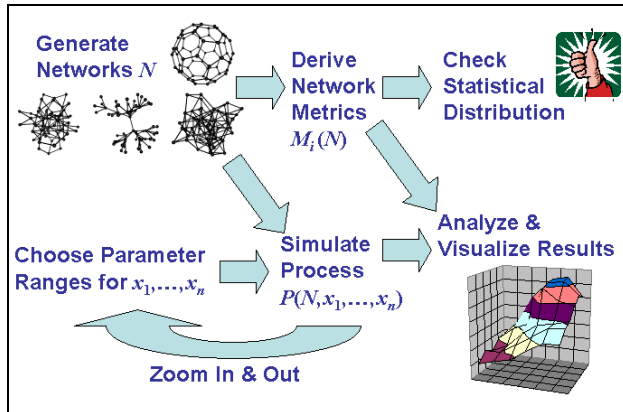 Generate
Networks N
Derive
Network
Metrics
Mi(N)
Check
Statistical
Distribution
Choose Parameter
Ranges for x1,…,xn
Simulate
Process
P(N,x1,…,xn)
Analyze &
Visualize Results
Zoom In & Out